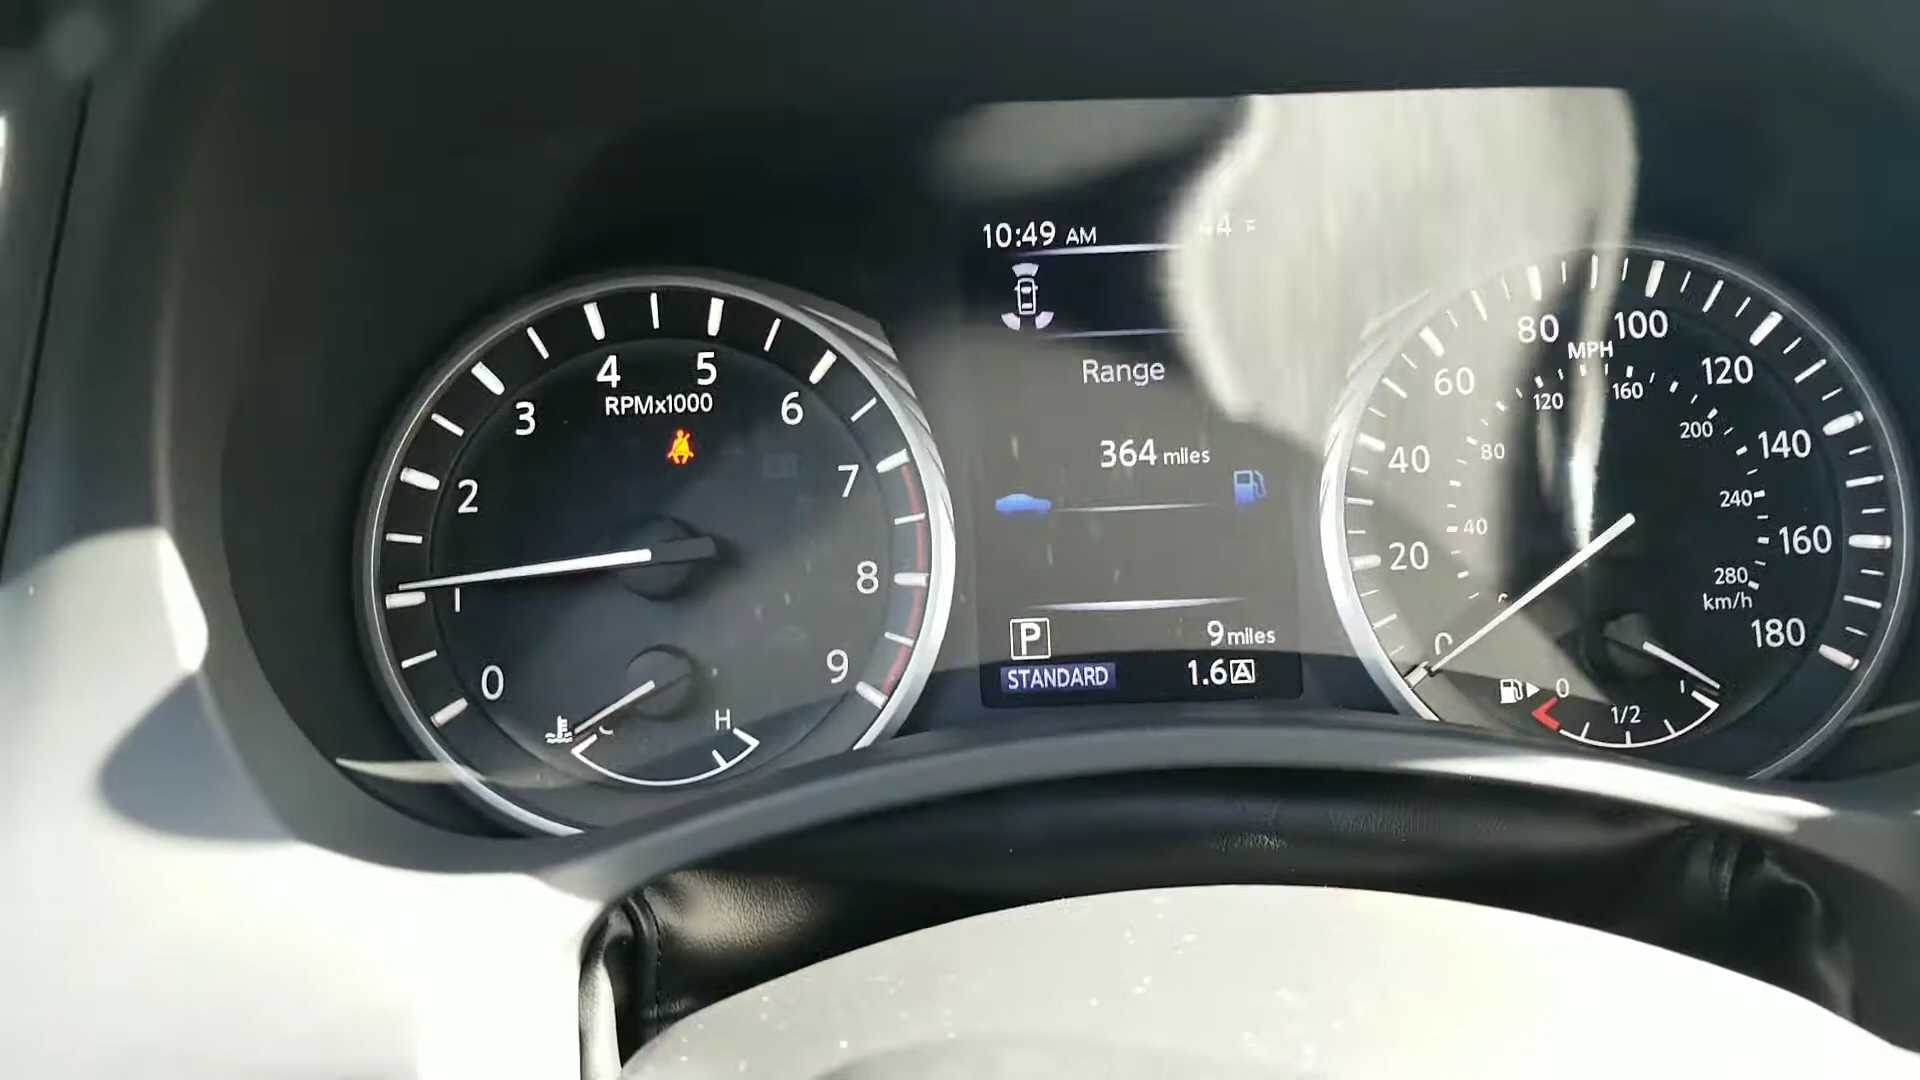 10:49 AM
Range
364 miles
P
9 miles
STANDARD
1.6 A
0
1
2
3
4
5
6
7
8
9
RPMx1000
H
0
20
40
60
80
100
120
140
160
180
MPH
40
80
120
160
200
240
280
km/h
0
1/2
1